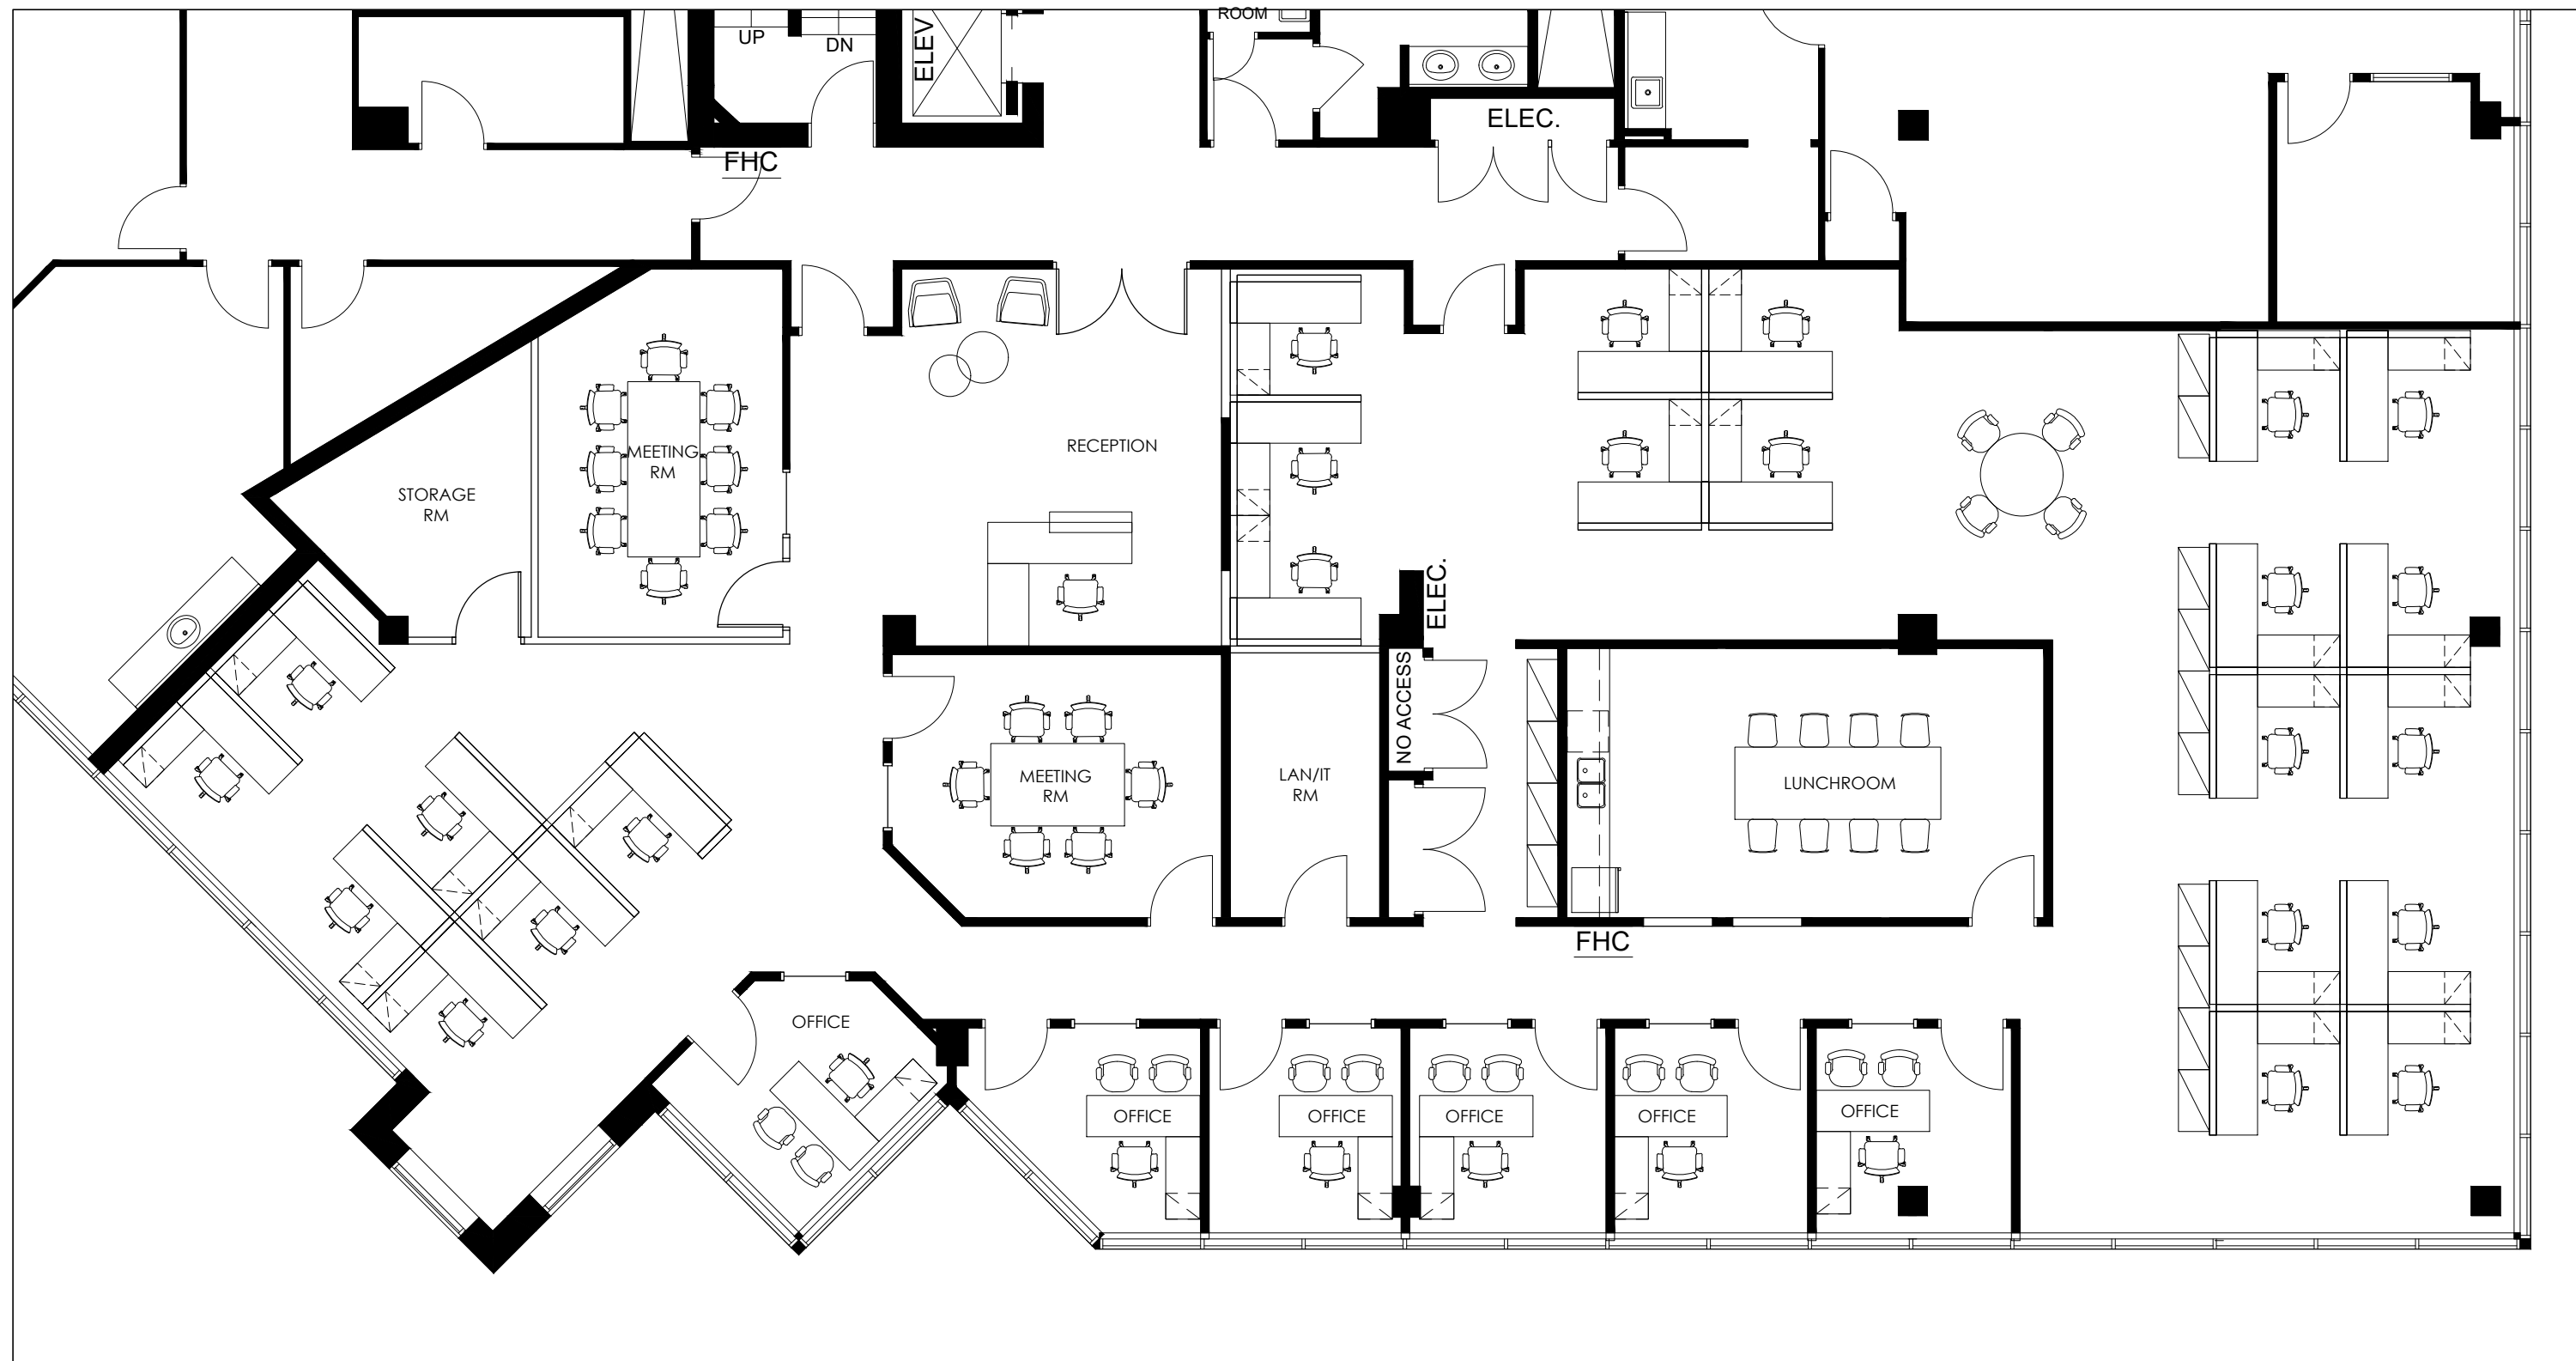 ROOM
UP
DN
ELEV
ELEC.
FHC
RECEPTION
MEETING
RM
STORAGE
RM
ELEC.
NO ACCESS
MEETING
RM
LAN/IT
RM
LUNCHROOM
FHC
OFFICE
OFFICE
OFFICE
OFFICE
OFFICE
OFFICE